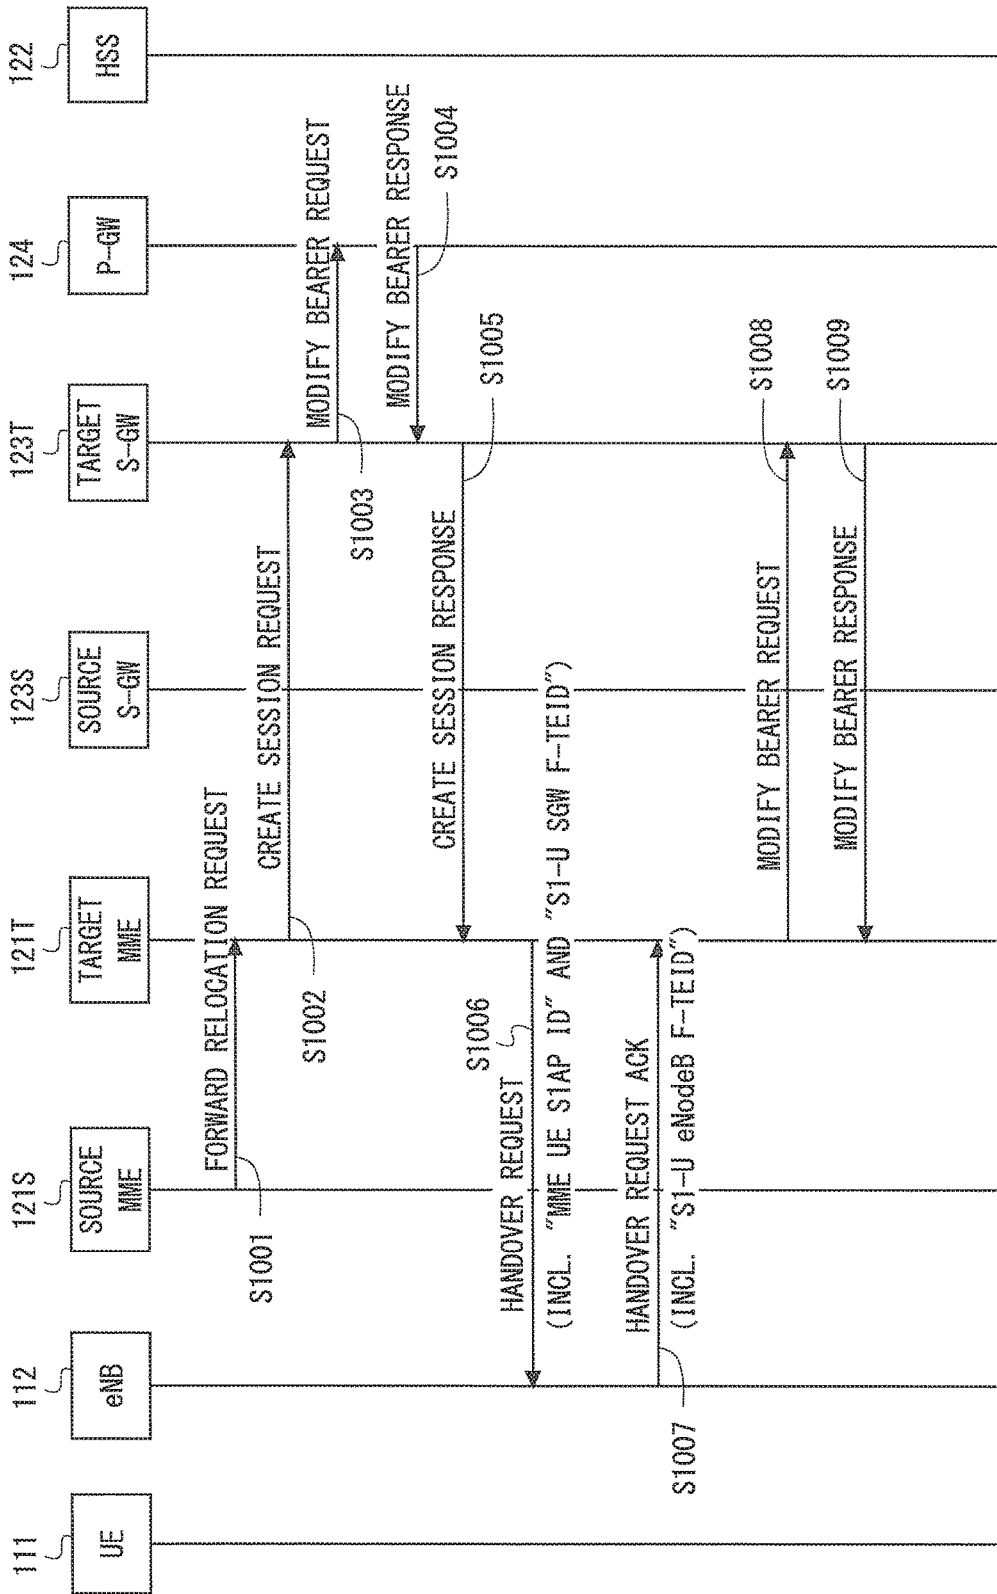 111
UE
112
eNB
121S
SOURCE
MME
121T
TARGET
MME
123S
SOURCE
S-GW
123T
TARGET
S-GW
124
P-GW
122
HSS
FORWARD RELOCATION REQUEST
S1001
CREATE SESSION REQUEST
S1002
MODIFY BEARER REQUEST
S1003
MODIFY BEARER RESPONSE
S1004
CREATE SESSION RESPONSE
S1005
HANDOVER REQUEST
S1006
(INCL. "MME UE S1AP ID" AND "S1-U SGW F-TEID")
HANDOVER REQUEST ACK
(INCL. "S1-U eNodeB F-TEID")
S1007
MODIFY BEARER REQUEST
S1008
MODIFY BEARER RESPONSE
S1009